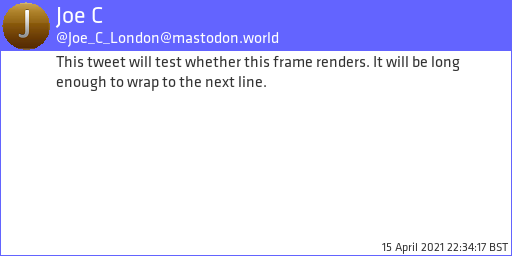 J
Joe C
@Joe_C_London@mastodon.world
This tweet will test whether this frame renders. It will be long
enough to wrap to the next line.
15 April 2021 22:34:17 BST